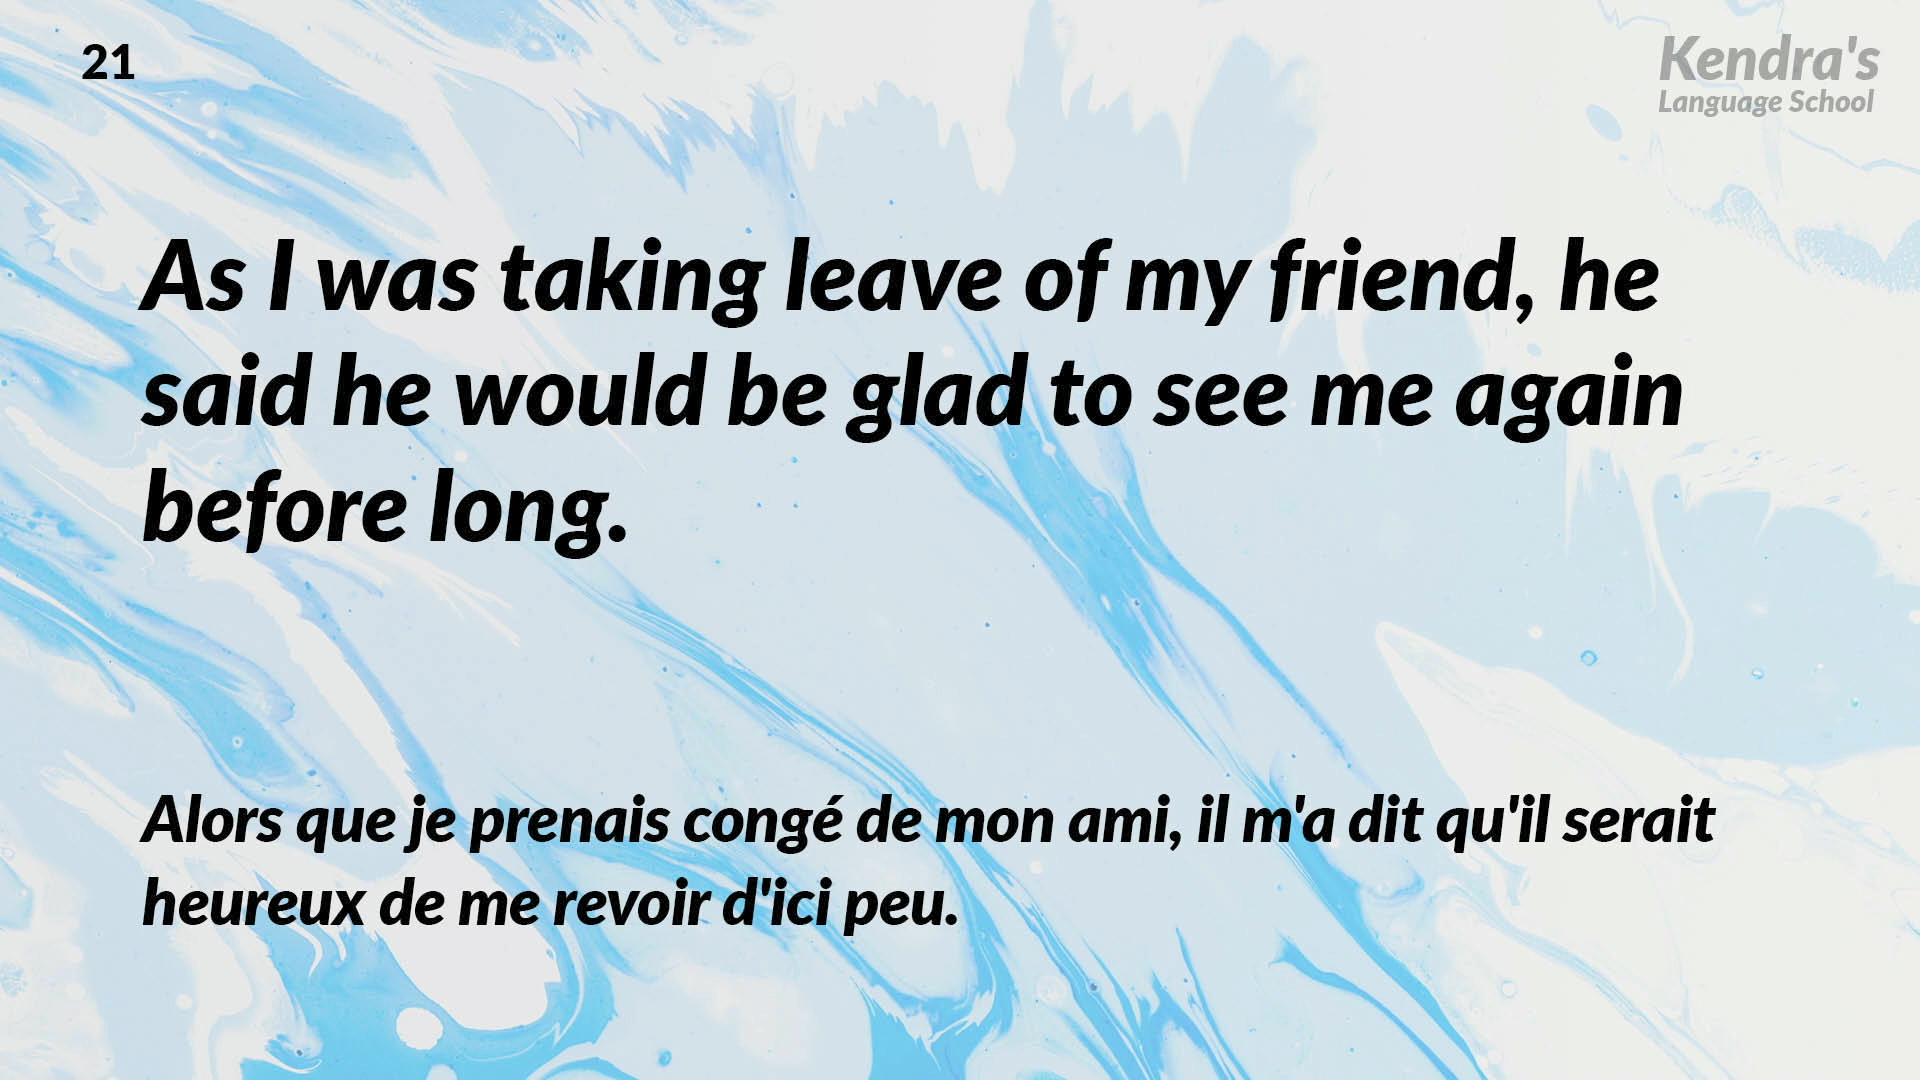 21
Kendra's
Language School
As I was taking leave of my friend, he
said he would be glad to see me again
before long.
Alors que je prenais congé de mon ami, il m'a dit qu'il serait
heureux de me revoir d'ici peu.